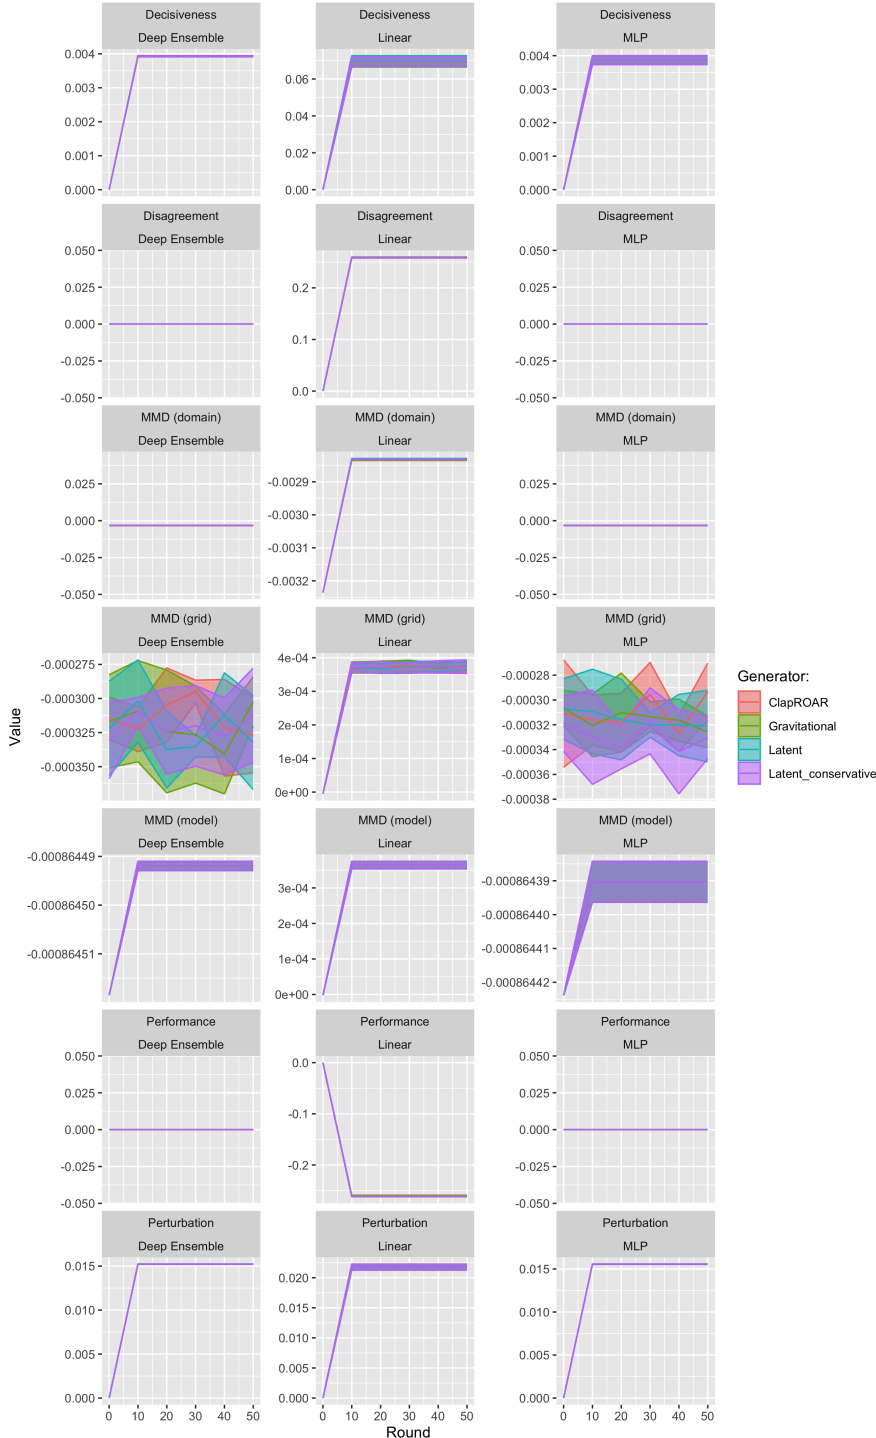 Decisiveness Decisiveness Decisiveness
Deep Ensemble Linear MLP
0.004
0.003
0.002
0.001
0.000
0.06
0.04
0.02
0.00
0.004
0.003
0.002
0.001
0.000
Disagreement Disagreement Disagreement
Deep Ensemble Linear MLP
0.050
0.025
0.000
-0.025
-0.050
0.2
0.1
0.0
0.050
0.025
0.000
-0.025
-0.050
MMD (domain) MMD (domain) MMD (domain)
Deep Ensemble Linear MLP
0.025
0.000
-0.025
-0.050
-0.0029
-0.0030
-0.0031
-0.0032
0.025
0.000
-0.025
-0.050
MMD (grid) MMD (grid) MMD (grid)
Deep Ensemble Linear MLP
-0.000275
-0.000300
-0.000325
-0.000350
4e-04
3e-04
2e-04
1e-04
0e+00
-0.00028
-0.00030
-0.00032
-0.00034
-0.00036
-0.00038
MMD (model) MMD (model) MMD (model)
Deep Ensemble Linear MLP
-0.00086449
-0.00086450
-0.00086451
3e-04
2e-04
1e-04
0e+00
-0.00086439
-0.00086440
-0.00086441
-0.00086442
Performance Performance Performance
Deep Ensemble Linear MLP
0.050
0.025
0.000
-0.025
-0.050
0.0
-0.1
-0.2
0.050
0.025
0.000
-0.025
-0.050
Perturbation Perturbation Perturbation
Deep Ensemble Linear MLP
0.015
0.010
0.005
0.000
0.020
0.015
0.010
0.005
0.000
0.015
0.010
0.005
0.000
0 10 20 30 40 50 0 10 20 30 40 50 0 10 20 30 40 50
Round
Value
Generator:
ClapROAR
Gravitational
Latent
Latent_conservative